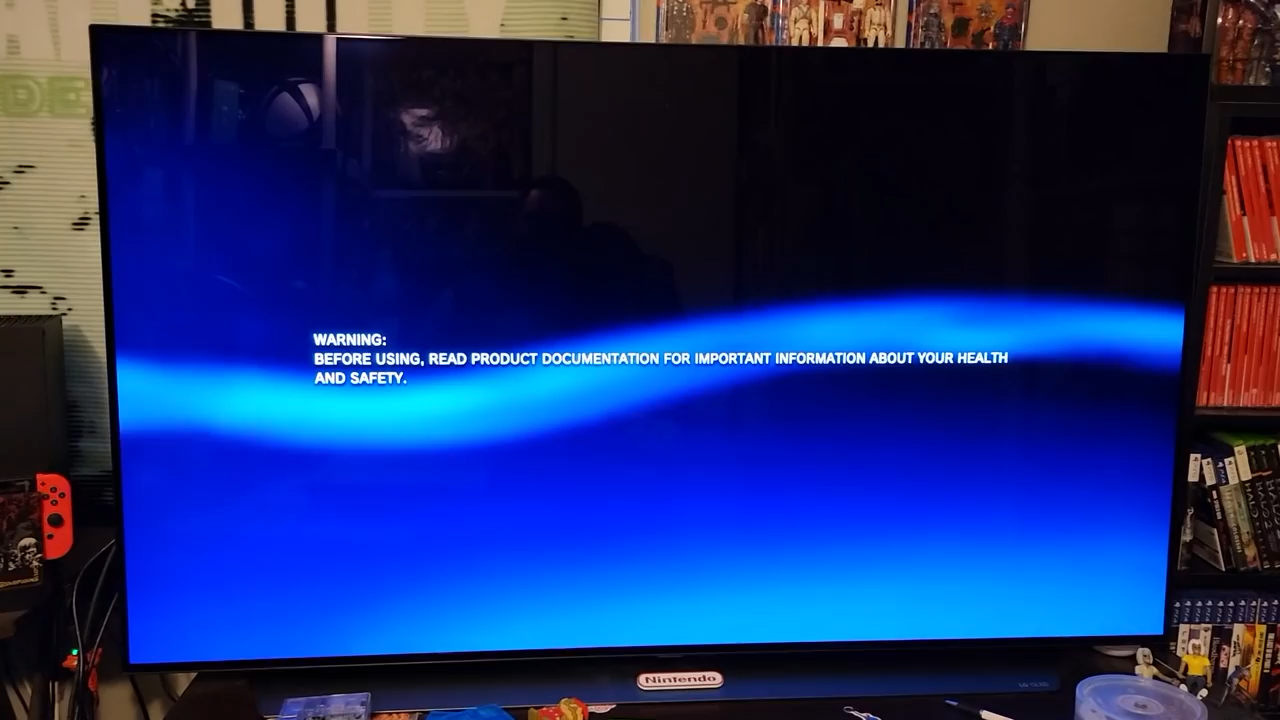 WARNING:
BEFORE USING, READ PRODUCT DOCUMENTATION FOR IMPORTANT INFORMATION ABOUT YOUR HEALTH
AND SAFETY.
Nintendo